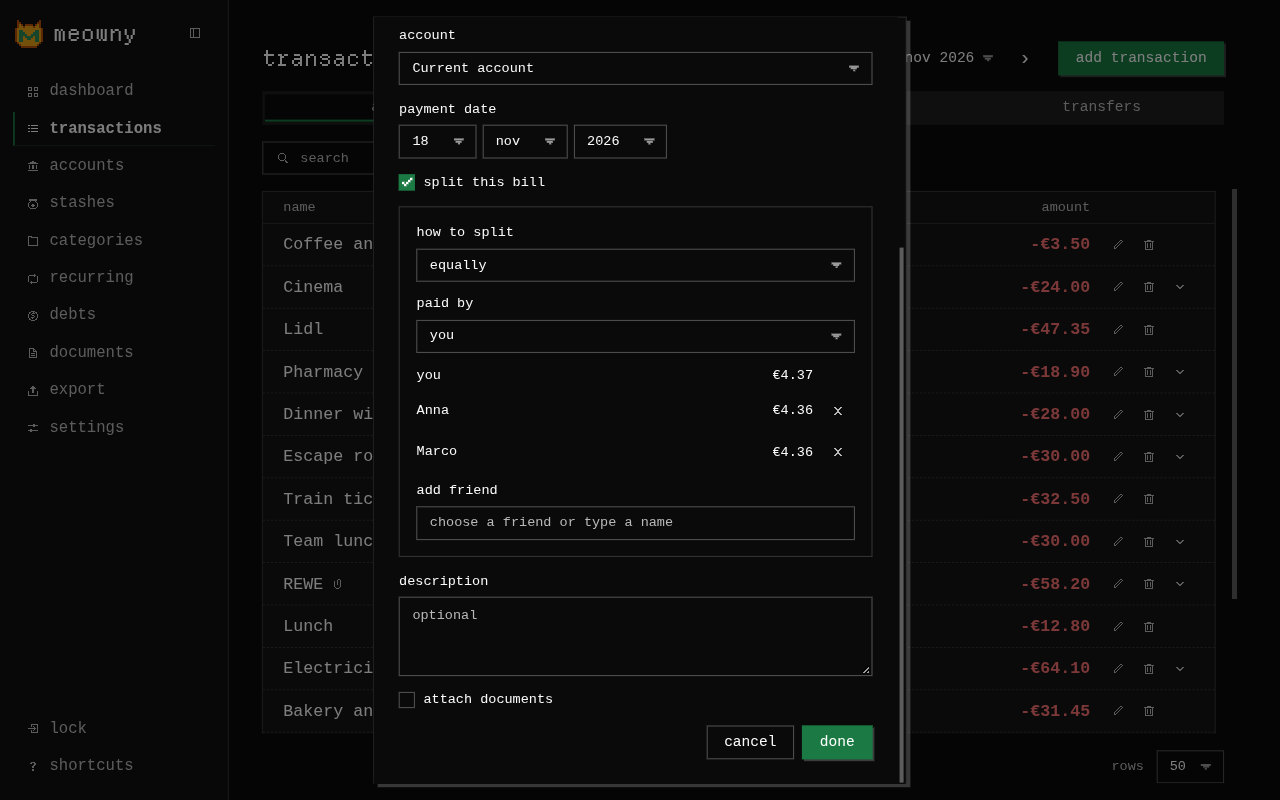 meowny
dashboard
transactions
accounts
stashes
categories
recurring
debts
documents
export
settings
lock
? shortcuts
transact
nov 2026 ›
add transaction
transfers
search
name amount
Coffee an -€3.50
Cinema -€24.00
Lidl -€47.35
Pharmacy -€18.90
Dinner wi -€28.00
Escape ro -€30.00
Train tic -€32.50
Team lunc -€30.00
REWE -€58.20
Lunch -€12.80
Electrici -€64.10
Bakery an -€31.45
rows 50
account
Current account
payment date
18 nov 2026
split this bill
how to split
equally
paid by
you
you €4.37
Anna €4.36 x
Marco €4.36 x
add friend
choose a friend or type a name
description
optional
attach documents
cancel done